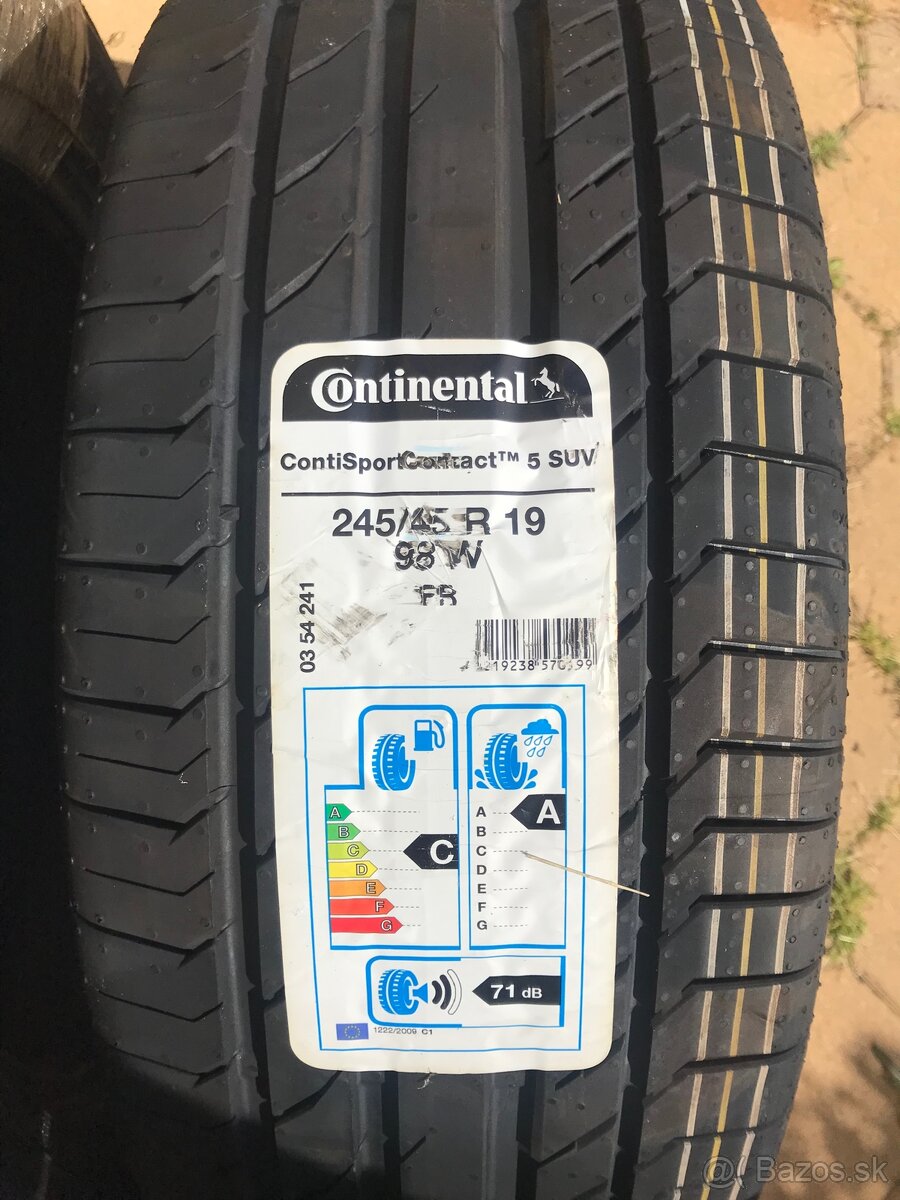 Continental
ContiSportContact™ 5 SUV
245/45 R 19
98 W
FR
03 54 241
A
B
C
D
E
F
G
C
A
B
C
D
E
F
G
A
71 dB
1222/2009 C1
@( Bazos.sk